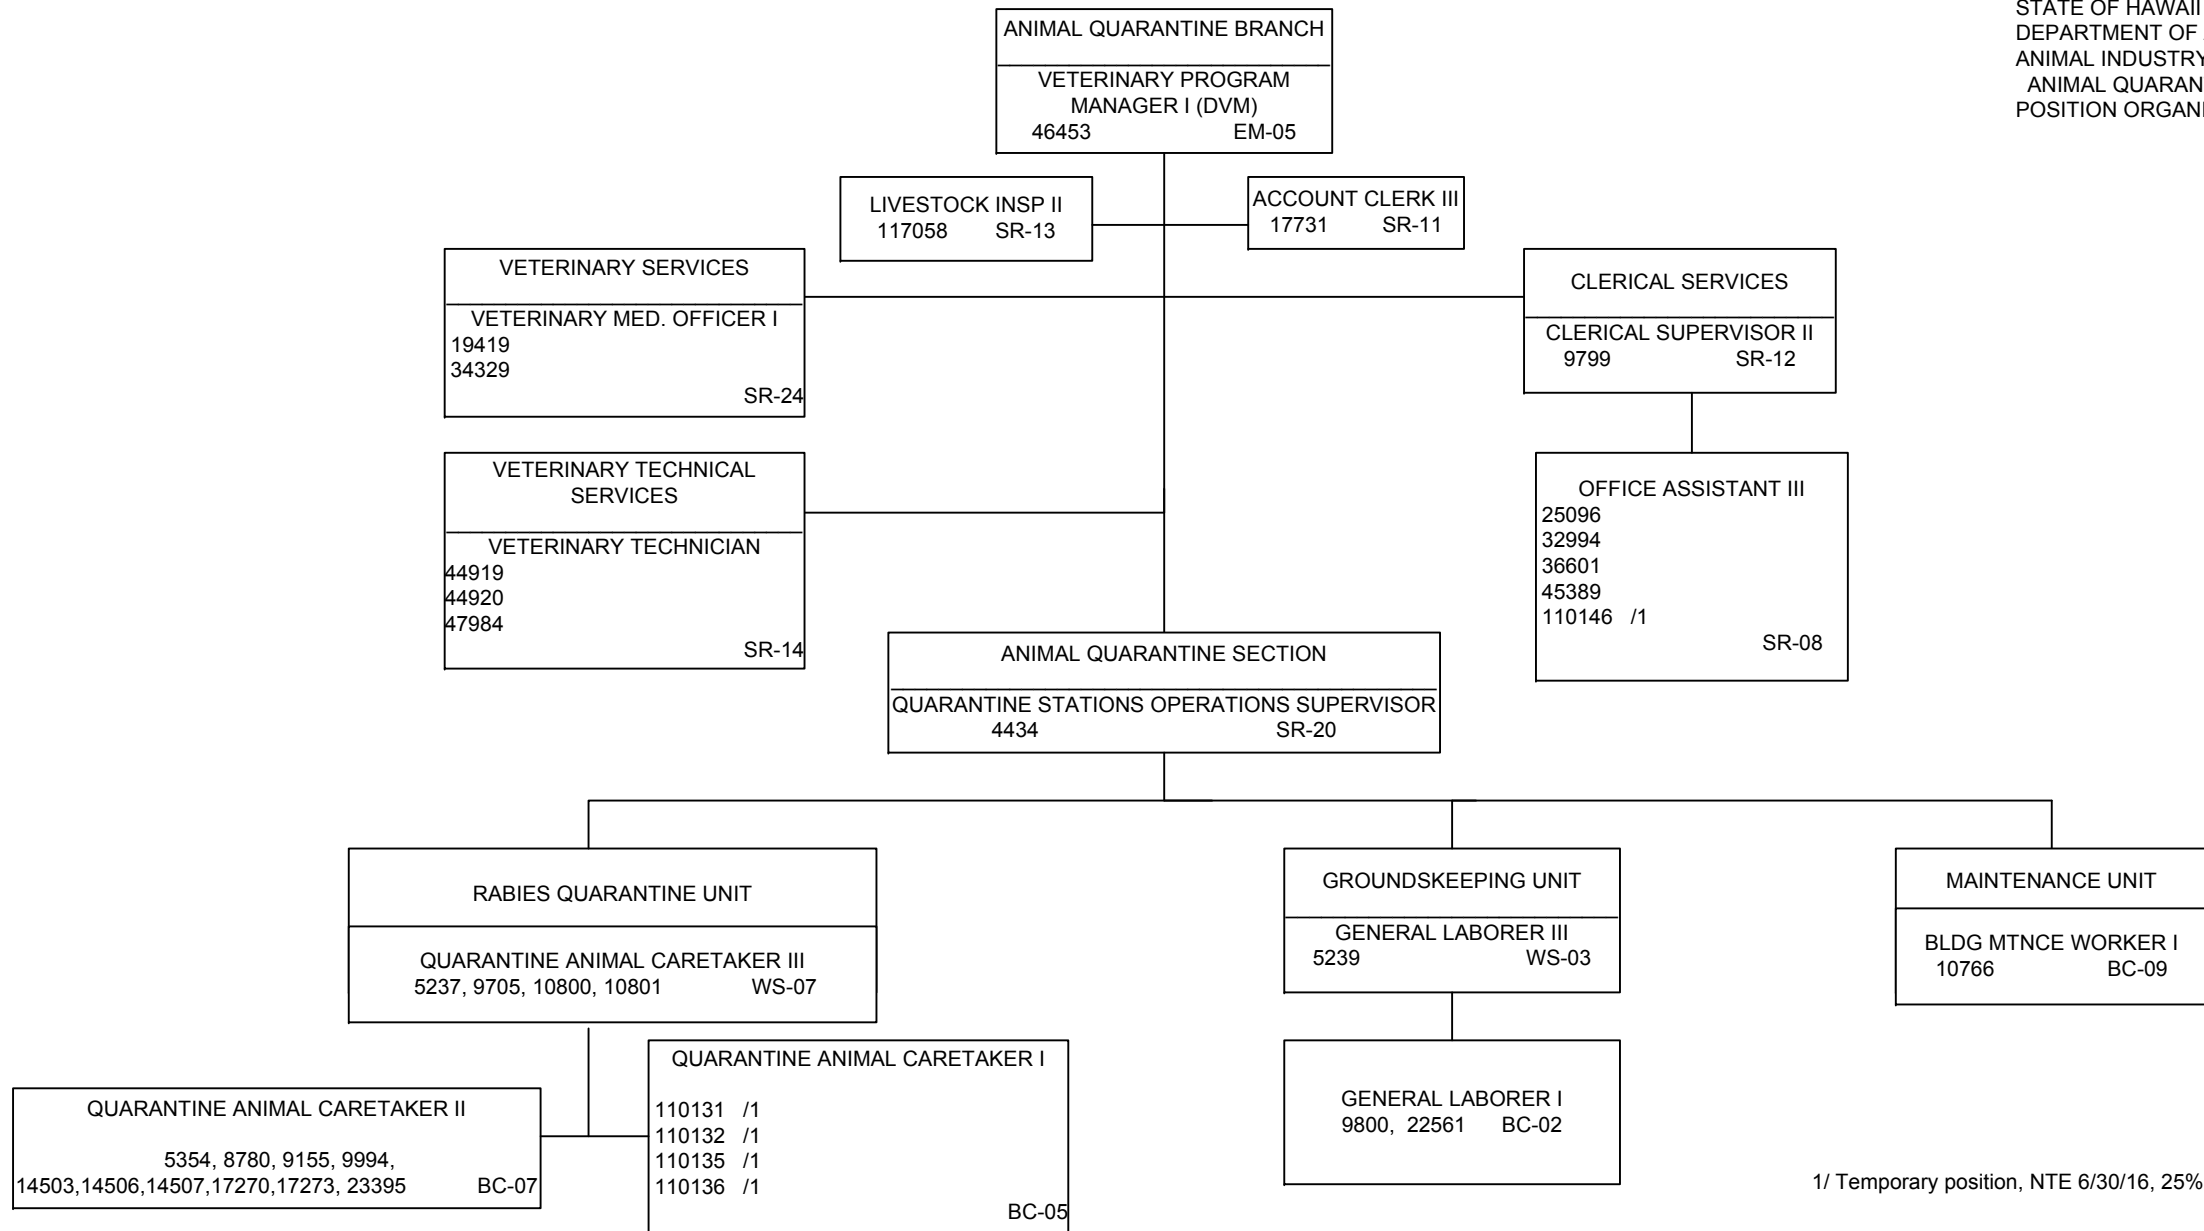 STATE OF HAWAII
DEPARTMENT OF
ANIMAL INDUSTRY
ANIMAL QUARAN
POSITION ORGAN
ANIMAL QUARANTINE BRANCH
VETERINARY PROGRAM
MANAGER I (DVM)
46453 EM-05
LIVESTOCK INSP II
117058 SR-13
ACCOUNT CLERK III
17731 SR-11
VETERINARY SERVICES
VETERINARY MED. OFFICER I
19419
34329
SR-24
CLERICAL SERVICES
CLERICAL SUPERVISOR II
9799 SR-12
VETERINARY TECHNICAL
SERVICES
VETERINARY TECHNICIAN
44919
44920
47984
SR-14
OFFICE ASSISTANT III
25096
32994
36601
45389
110146 /1
SR-08
ANIMAL QUARANTINE SECTION
QUARANTINE STATIONS OPERATIONS SUPERVISOR
4434 SR-20
RABIES QUARANTINE UNIT
QUARANTINE ANIMAL CARETAKER III
5237, 9705, 10800, 10801 WS-07
GROUNDSKEEPING UNIT
GENERAL LABORER III
5239 WS-03
MAINTENANCE UNIT
BLDG MTNCE WORKER I
10766 BC-09
QUARANTINE ANIMAL CARETAKER II
5354, 8780, 9155, 9994,
14503,14506,14507,17270,17273, 23395 BC-07
QUARANTINE ANIMAL CARETAKER I
110131 /1
110132 /1
110135 /1
110136 /1
BC-05
GENERAL LABORER I
9800, 22561 BC-02
1/ Temporary position, NTE 6/30/16, 25%